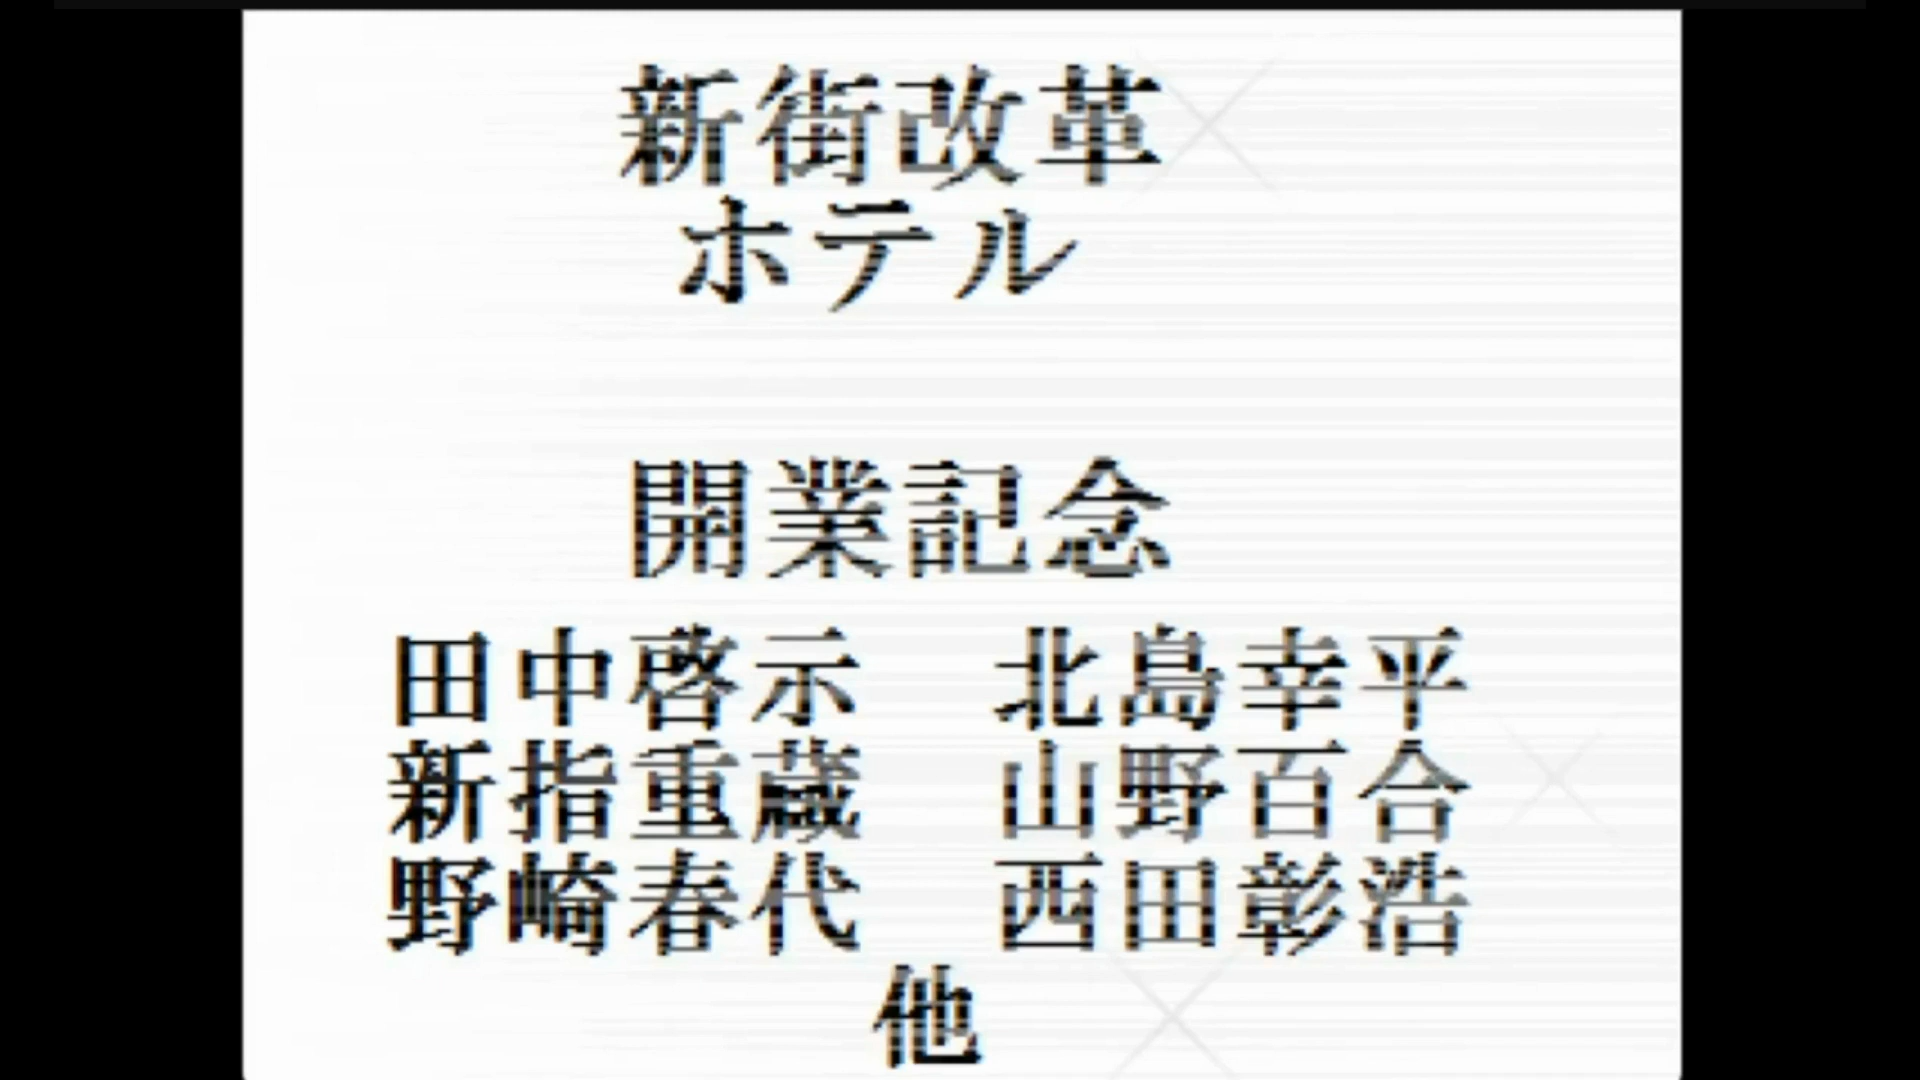 新街改革
ホテル
開業記念
田中啓示　北島幸平
新指重蔵　山野百合
野崎春代　西田彰浩
他